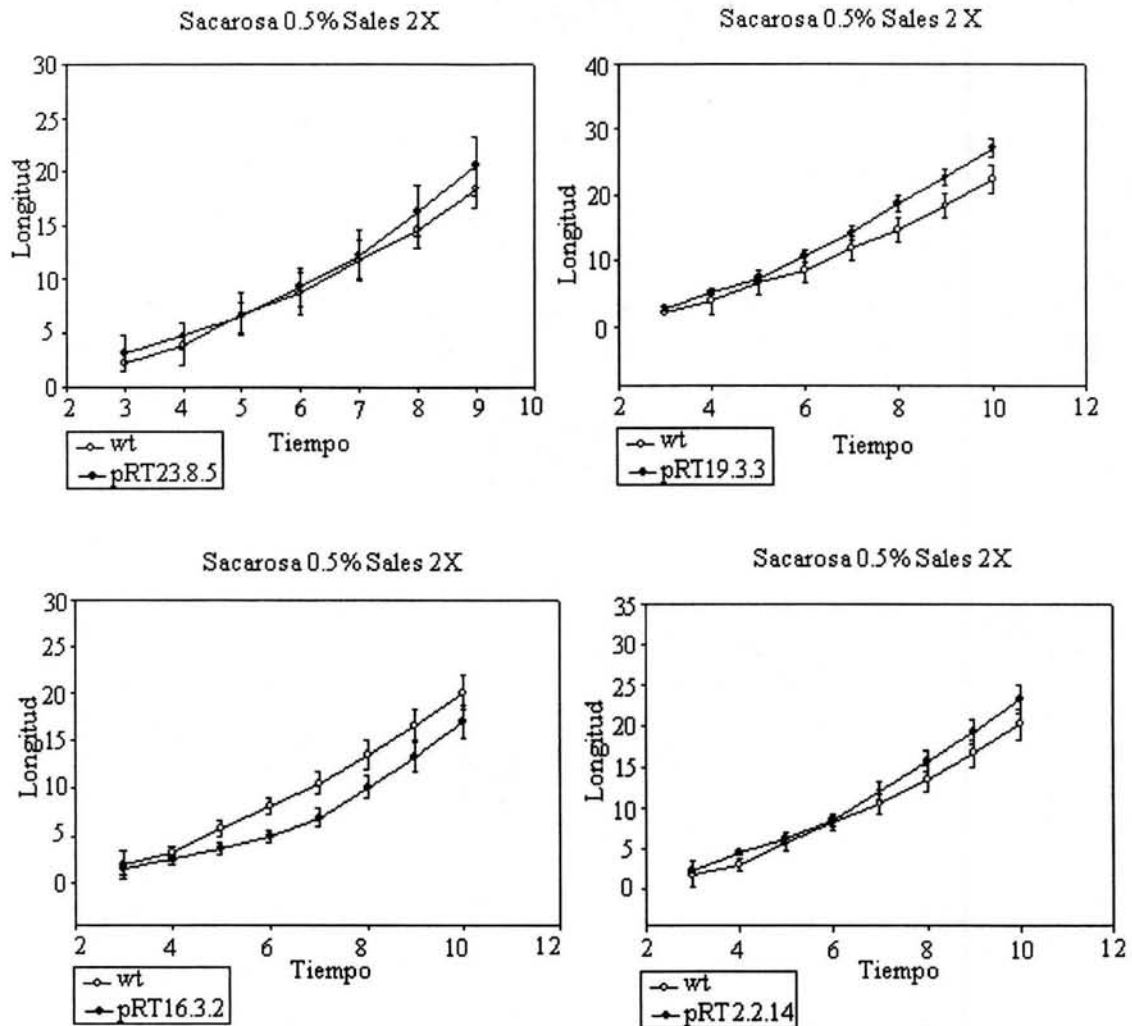 Sacarosa 0.5% Sales 2X
30
25
20
15
10
5
0
Longitud
2 3 4 5 6 7 8 9 10
Tiempo
wt
pRT23.8.5
Sacarosa 0.5% Sales 2X
40
30
20
10
0
Longitud
2 4 6 8 10 12
Tiempo
wt
pRT19.3.3
Sacarosa 0.5% Sales 2X
30
25
20
15
10
5
0
Longitud
2 4 6 8 10 12
Tiempo
wt
pRT16.3.2
Sacarosa 0.5% Sales 2X
35
30
25
20
15
10
5
0
Longitud
2 4 6 8 10 12
Tiempo
wt
pRT2.2.14